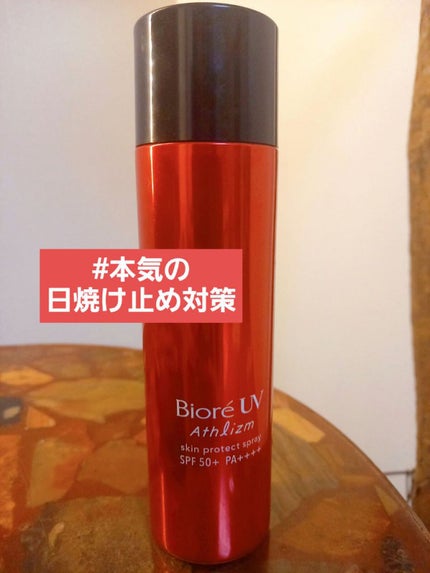 #本気の
日焼け止め対策
Bioré UV
Athlizm
skin protect spray
SPF 50+ PA++++